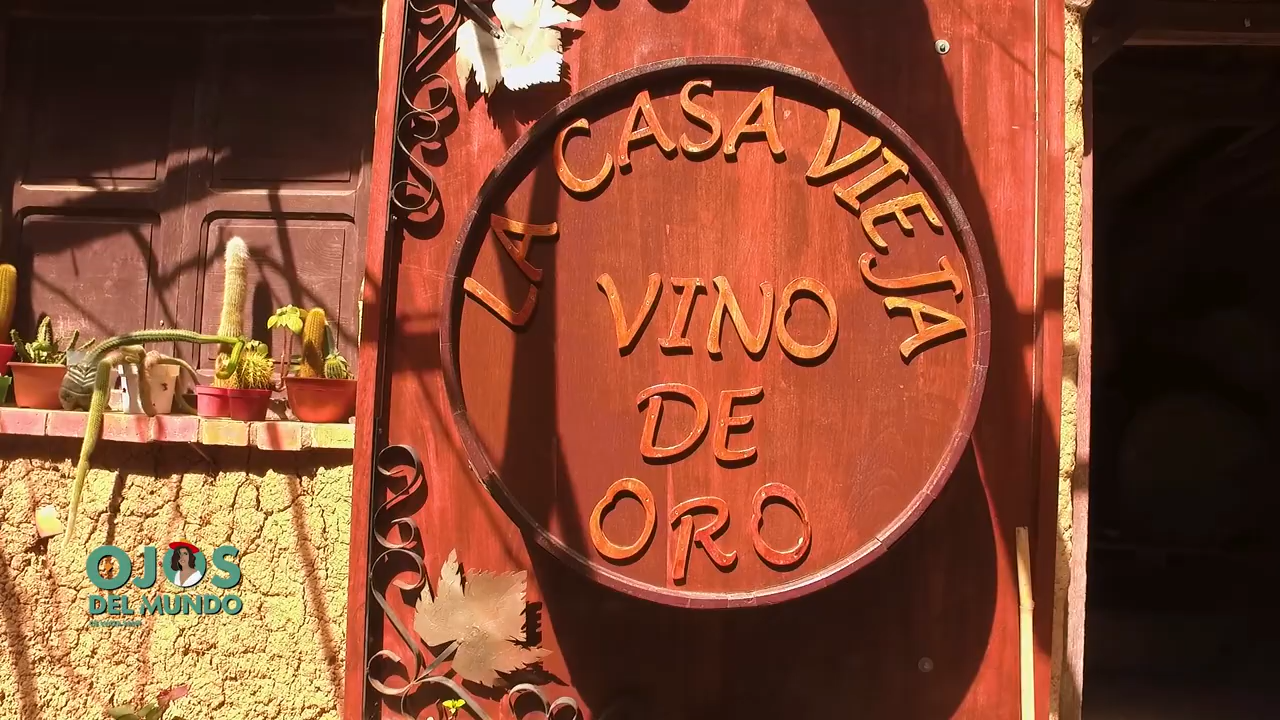 LA CASA VIEJA
VINO
DE
ORO
OJOS
DEL MUNDO